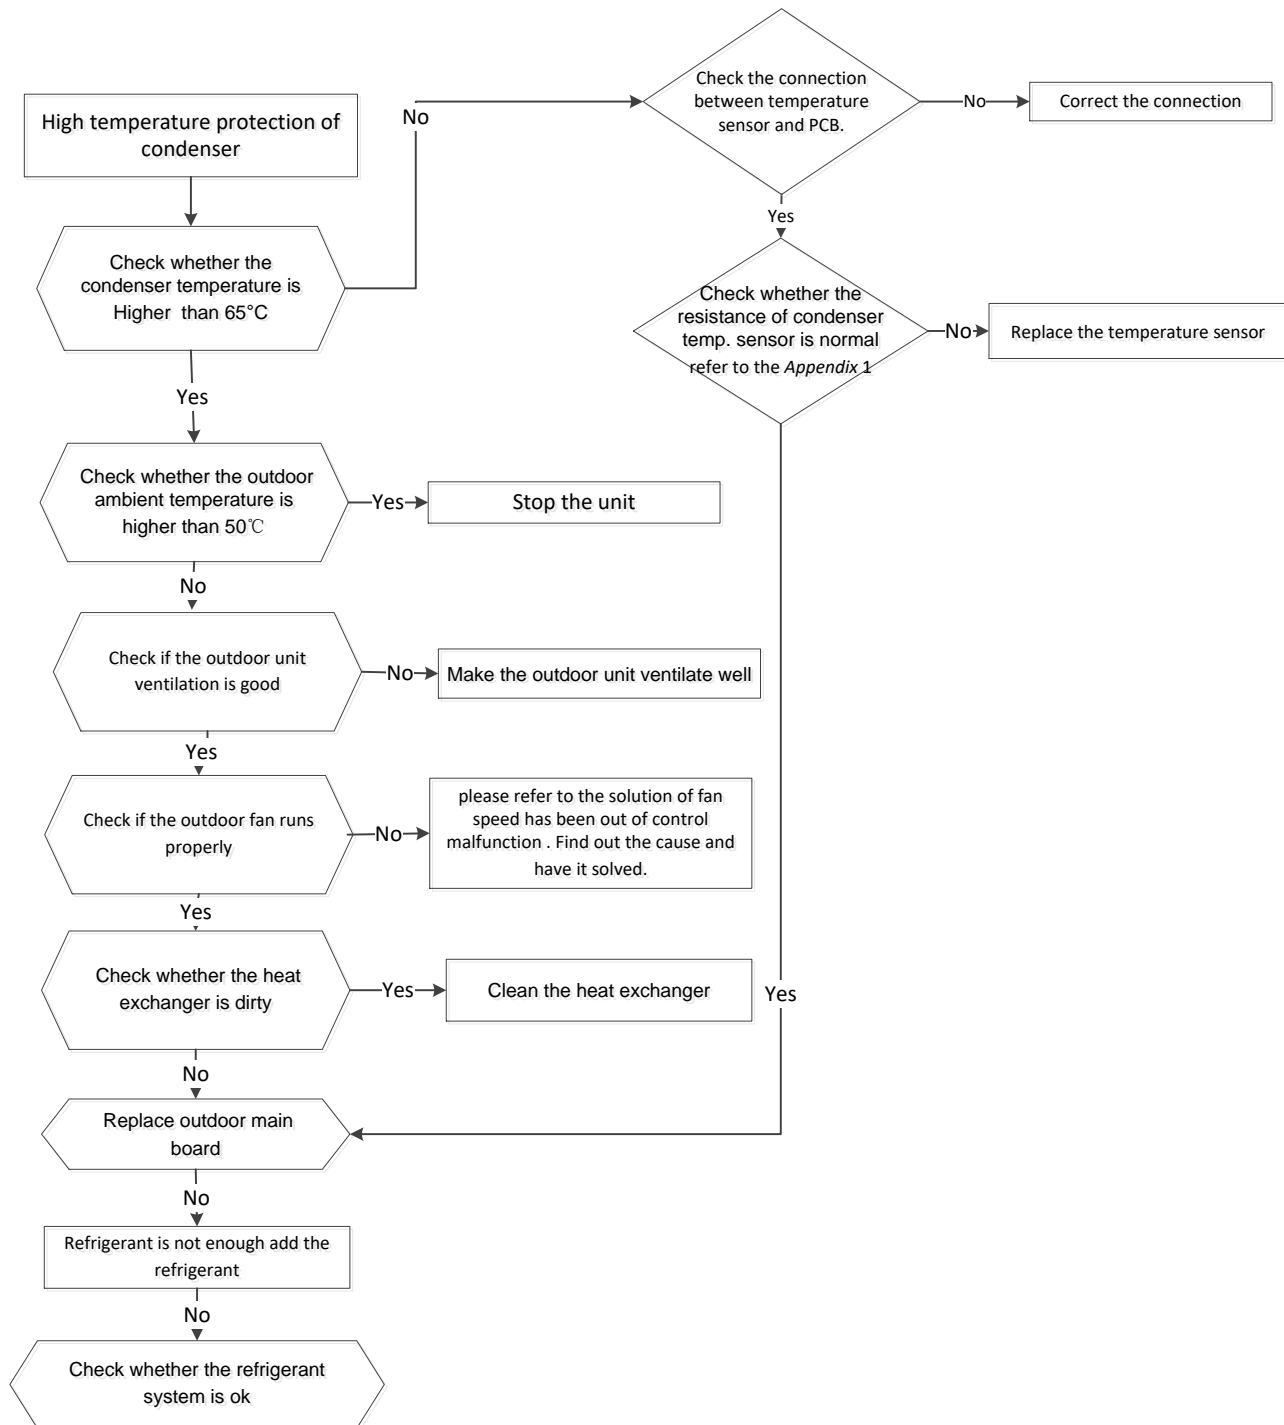 High temperature protection of
condenser
No
Check the connection
between temperature
sensor and PCB.
No
Correct the connection
Yes
Check whether the
condenser temperature is
Higher than 65°C
Check whether the
resistance of condenser
temp. sensor is normal
refer to the Appendix 1
No
Replace the temperature sensor
Yes
Check whether the outdoor
ambient temperature is
higher than 50℃
Yes
Stop the unit
No
Check if the outdoor unit
ventilation is good
No
Make the outdoor unit ventilate well
Yes
Check if the outdoor fan runs
properly
No
please refer to the solution of fan
speed has been out of control
malfunction . Find out the cause and
have it solved.
Yes
Check whether the heat
exchanger is dirty
Yes
Clean the heat exchanger
Yes
No
Replace outdoor main
board
No
Refrigerant is not enough add the
refrigerant
No
Check whether the refrigerant
system is ok